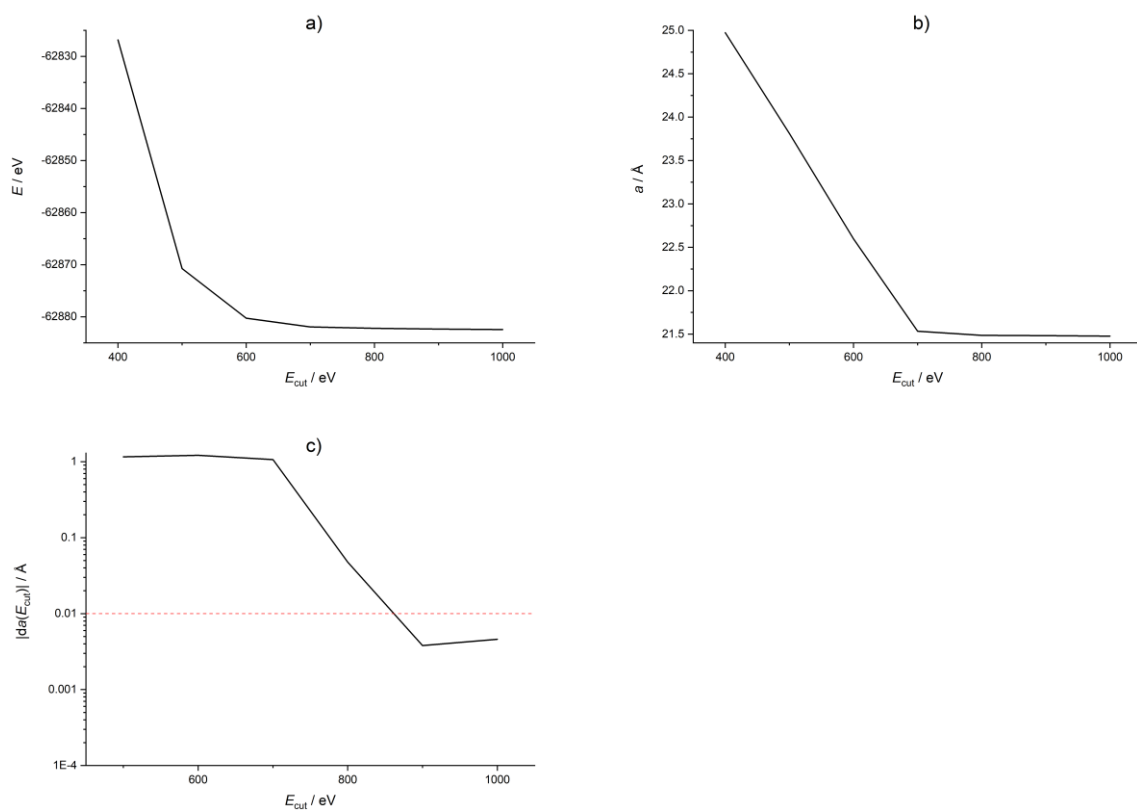 a)
-62830
-62840
-62850
-62860
-62870
-62880
E / eV
400
600
800
1000
E_cut / eV
b)
25.0
24.5
24.0
23.5
23.0
22.5
22.0
21.5
a / Å
400
600
800
1000
E_cut / eV
c)
1
0.1
0.01
0.001
1E-4
|da(E_cut)| / Å
600
800
1000
E_cut / eV